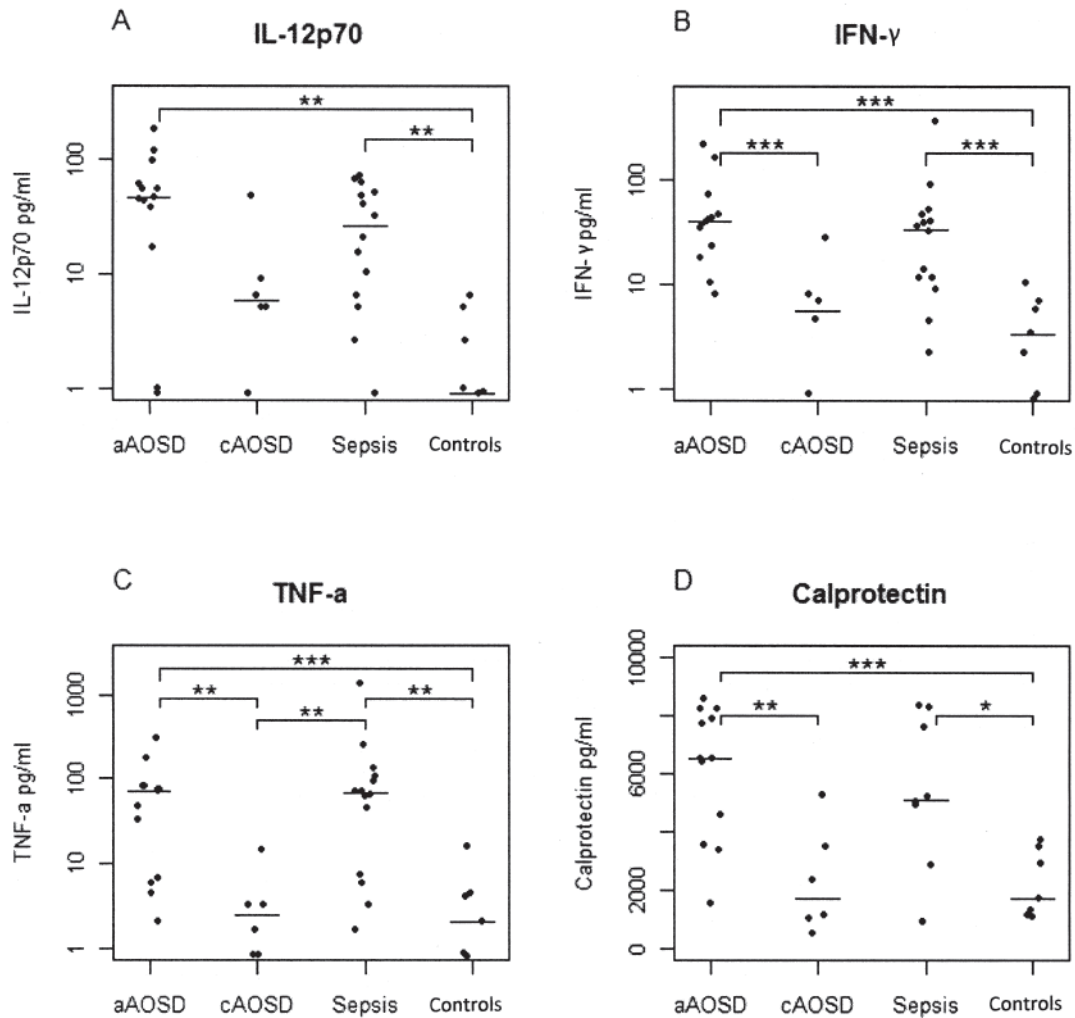 A
IL-12p70
IL-12p70 pg/ml
100
10
1
**
**
aAOSD cAOSD Sepsis Controls
B
IFN-γ
IFN-γ pg/ml
100
10
1
***
***
***
aAOSD cAOSD Sepsis Controls
C
TNF-a
TNF-a pg/ml
1000
100
10
1
***
**
**
**
aAOSD cAOSD Sepsis Controls
D
Calprotectin
Calprotectin pg/ml
10000
6000
2000
0
***
**
*
aAOSD cAOSD Sepsis Controls